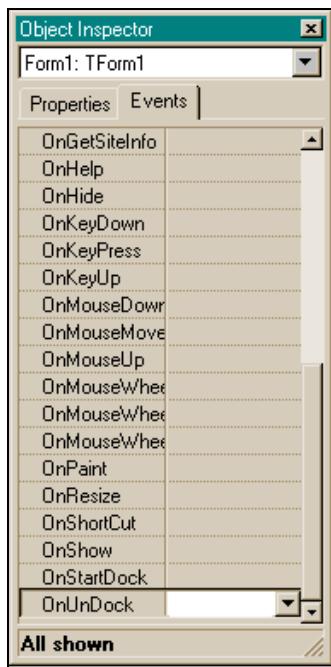 Object Inspector
Form1: TForm1
Properties Events
OnGetSiteInfo
OnHelp
OnHide
OnKeyDown
OnKeyPress
OnKeyUp
OnMouseDown
OnMouseMove
OnMouseUp
OnMouseWhee
OnMouseWhee
OnMouseWhee
OnPaint
OnResize
OnShortCut
OnShow
OnStartDock
OnUnDock
All shown